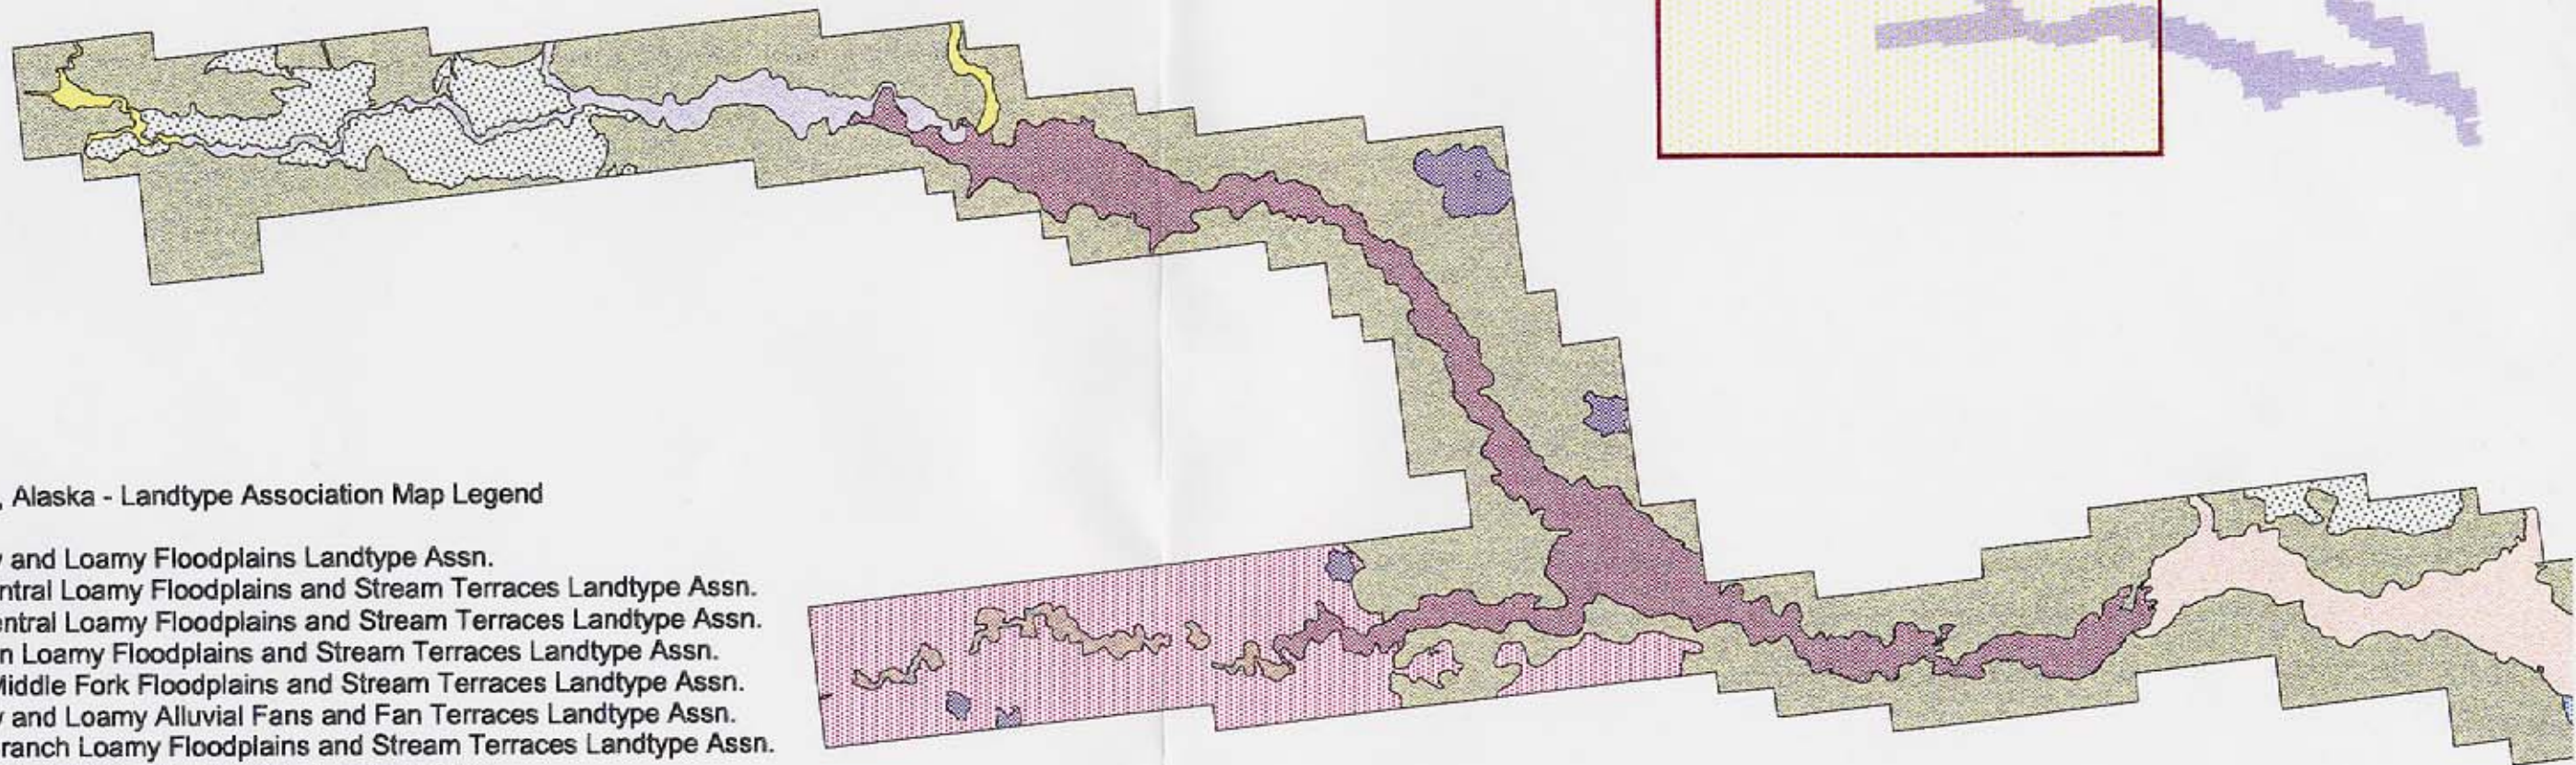 , Alaska - Landtype Association Map Legend
and Loamy Floodplains Landtype Assn.
ntral Loamy Floodplains and Stream Terraces Landtype Assn.
entral Loamy Floodplains and Stream Terraces Landtype Assn.
n Loamy Floodplains and Stream Terraces Landtype Assn.
Middle Fork Floodplains and Stream Terraces Landtype Assn.
and Loamy Alluvial Fans and Fan Terraces Landtype Assn.
ranch Loamy Floodplains and Stream Terraces Landtype Assn.